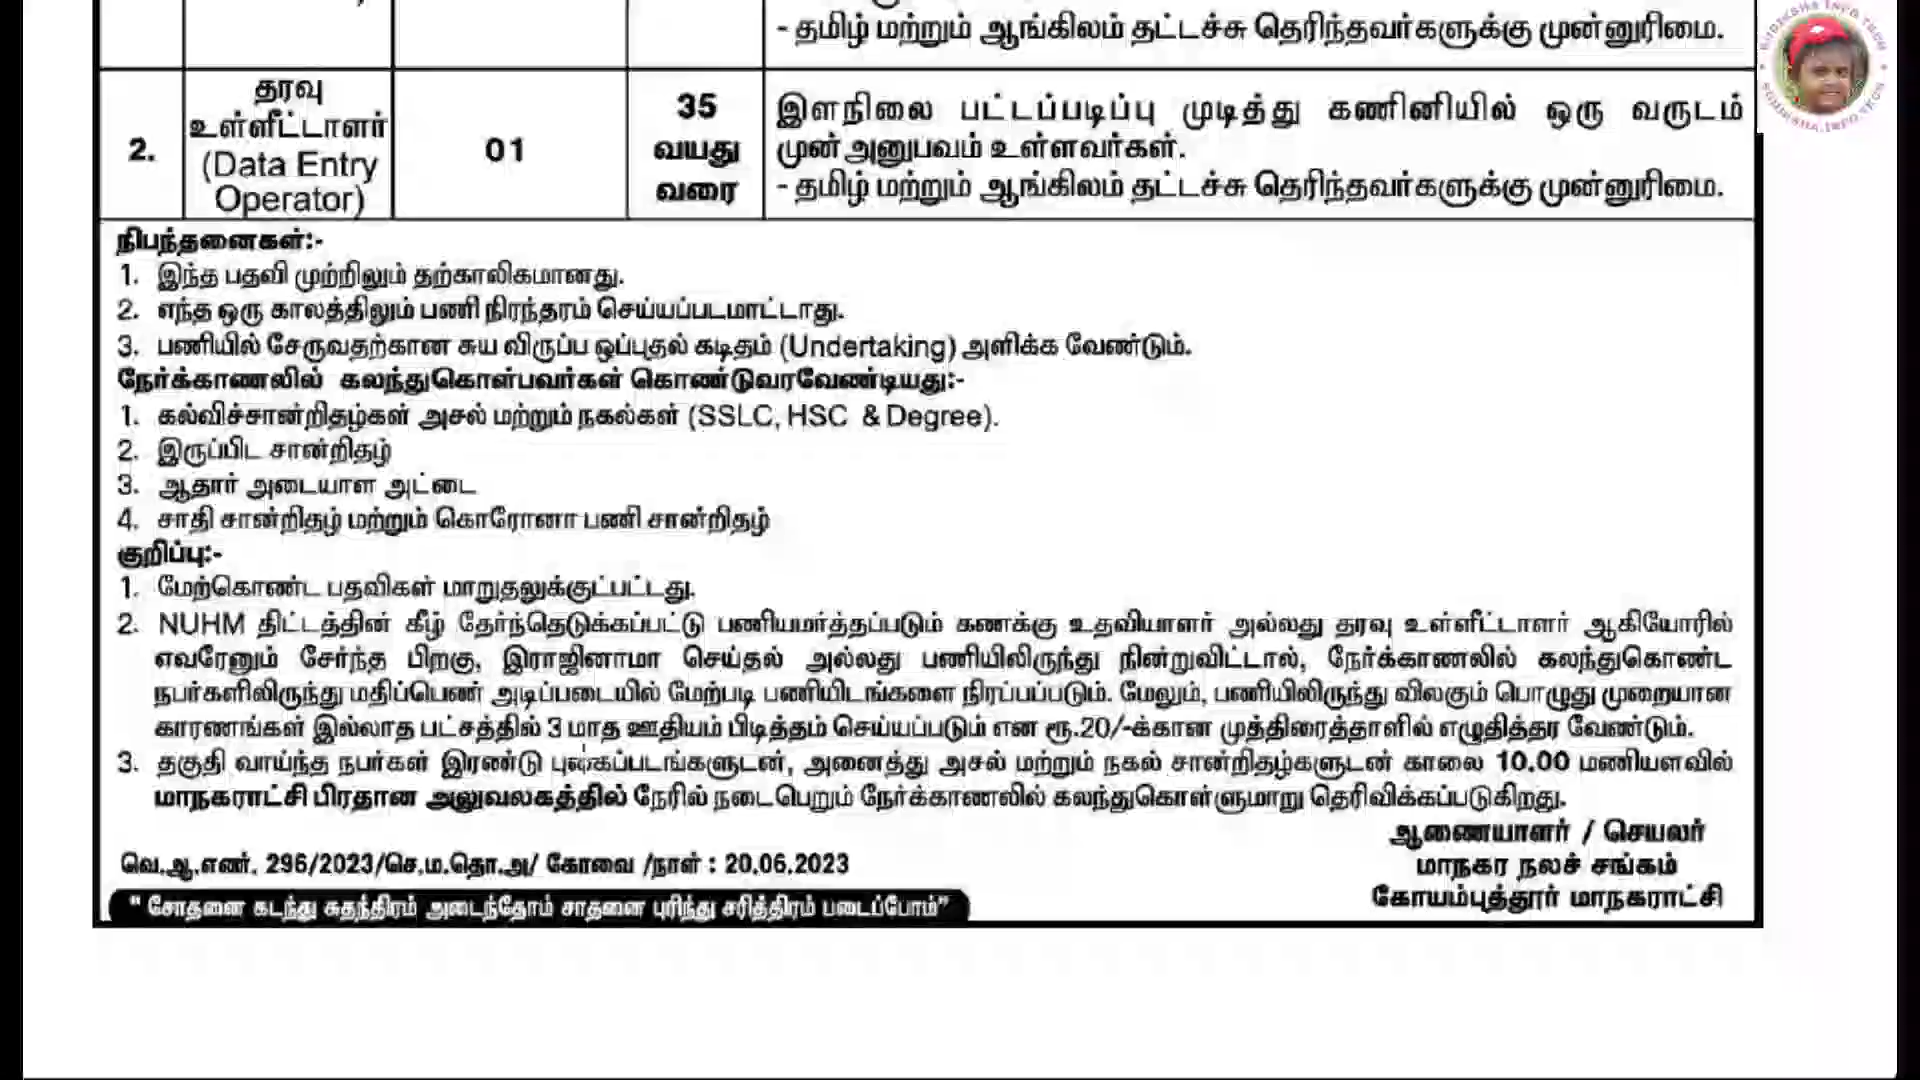 - தமிழ் மற்றும் ஆங்கிலம் தட்டச்சு தெரிந்தவர்களுக்கு முன்னுரிமை.
2.
தரவு
உள்ளீட்டாளர்
(Data Entry
Operator)
01
35
வயது
வரை
இளநிலை பட்டப்படிப்பு முடித்து கணினியில் ஒரு வருடம்
முன் அனுபவம் உள்ளவர்கள்.
- தமிழ் மற்றும் ஆங்கிலம் தட்டச்சு தெரிந்தவர்களுக்கு முன்னுரிமை.
நிபந்தனைகள்:-
1. இந்த பதவி முற்றிலும் தற்காலிகமானது.
2. எந்த ஒரு காலத்திலும் பணி நிரந்தரம் செய்யப்படமாட்டாது.
3. பணியில் சேருவதற்கான சுய விருப்ப ஒப்புதல் கடிதம் (Undertaking) அளிக்க வேண்டும்.
நேர்க்காணலில் கலந்துகொள்பவர்கள் கொண்டுவரவேண்டியது:-
1. கல்விச்சான்றிதழ்கள் அசல் மற்றும் நகல்கள் (SSLC, HSC & Degree).
2. இருப்பிட சான்றிதழ்
3. ஆதார் அடையாள அட்டை
4. சாதி சான்றிதழ் மற்றும் கொரோனா பணி சான்றிதழ்
குறிப்பு:-
1. மேற்கொண்ட பதவிகள் மாறுதலுக்குட்பட்டது.
2. NUHM திட்டத்தின் கீழ் தேர்ந்தெடுக்கப்பட்டு பணியமர்த்தப்படும் கணக்கு உதவியாளர் அல்லது தரவு உள்ளீட்டாளர் ஆகியோரில்
எவரேனும் சேர்ந்த பிறகு, இராஜினாமா செய்தல் அல்லது பணியிலிருந்து நின்றுவிட்டால், நேர்க்காணலில் கலந்துகொண்ட
நபர்களிலிருந்து மதிப்பெண் அடிப்படையில் மேற்படி பணியிடங்களை நிரப்பப்படும். மேலும், பணியிலிருந்து விலகும் பொழுது முறையான
காரணங்கள் இல்லாத பட்சத்தில் 3 மாத ஊதியம் பிடித்தம் செய்யப்படும் என ரூ.20/-க்கான முத்திரைத்தாளில் எழுதித்தர வேண்டும்.
3. தகுதி வாய்ந்த நபர்கள் இரண்டு புகைப்படங்களுடன், அனைத்து அசல் மற்றும் நகல் சான்றிதழ்களுடன் காலை 10.00 மணியளவில்
மாநகராட்சி பிரதான அலுவலகத்தில் நேரில் நடைபெறும் நேர்க்காணலில் கலந்துகொள்ளுமாறு தெரிவிக்கப்படுகிறது.
ஆணையாளர் / செயலர்
மாநகர நலச் சங்கம்
கோயம்புத்தூர் மாநகராட்சி
வெ.ஆ.எண். 296/2023/செ.ம.தொ.அ/ கோவை /நாள் : 20.06.2023
" சோதனை கடந்து சுதந்திரம் அடைந்தோம் சாதனை புரிந்து சரித்திரம் படைப்போம்"